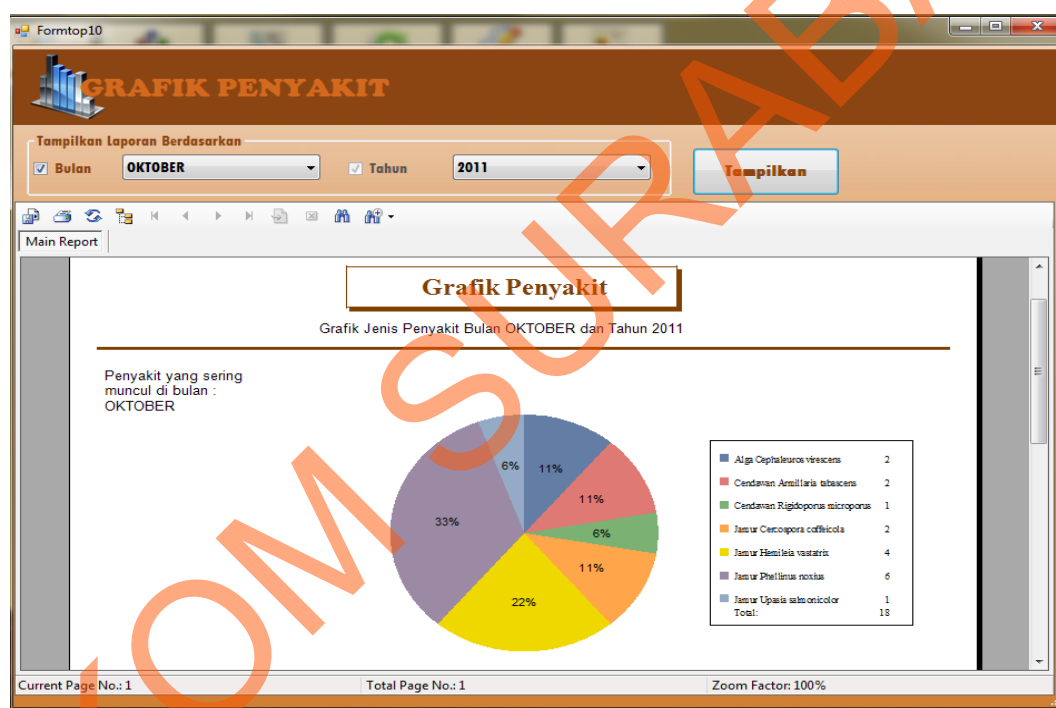 Formtop10
GRAFIK PENYAKIT
Tampilkan Laporan Berdasarkan
Bulan OKTOBER Tahun 2011 Tampilkan
Main Report
Grafik Penyakit
Grafik Jenis Penyakit Bulan OKTOBER dan Tahun 2011
Penyakit yang sering
muncul di bulan :
OKTOBER
6% 11%
11%
33% 6%
11%
22%
Alga Cephaleuros virescens 2
Cendawan Armillaria tabascens 2
Cendawan Rigidoporus microporus 1
Jamur Cercospora coffeicola 2
Jamur Hemileia vastatrix 4
Jamur Phellinus noxius 6
Jamur Upasia salmonicolor 1
Total: 18
Current Page No.: 1 Total Page No.: 1 Zoom Factor: 100%
OM SURABA